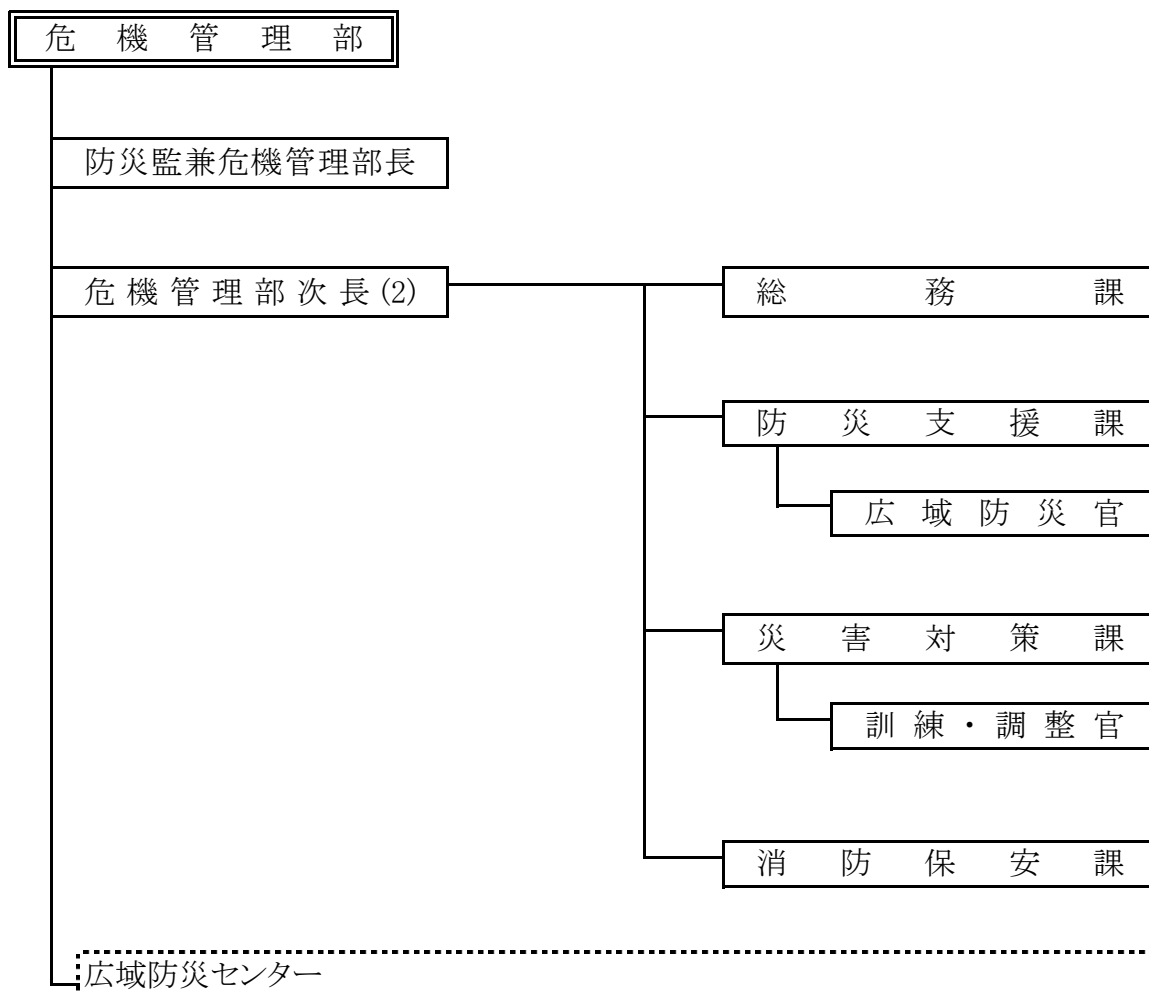 危機管理部
防災監兼危機管理部長
危機管理部次長(2)
総務課
防災支援課
広域防災官
災害対策課
訓練・調整官
消防保安課
広域防災センター